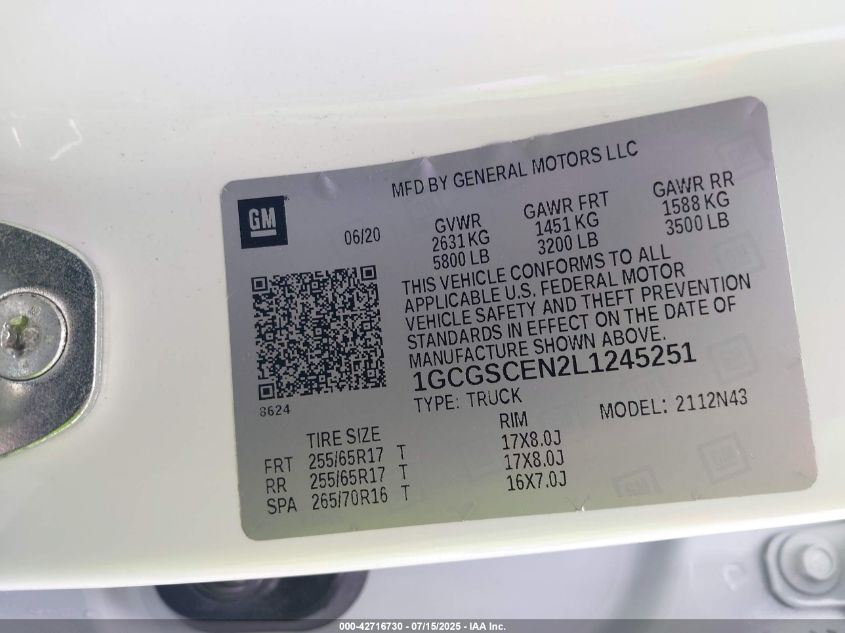 MFD BY GENERAL MOTORS LLC
GM
06/20
GVWR
2631 KG
5800 LB
GAWR FRT
1451 KG
3200 LB
GAWR RR
1588 KG
3500 LB
THIS VEHICLE CONFORMS TO ALL
APPLICABLE U.S. FEDERAL MOTOR
VEHICLE SAFETY AND THEFT PREVENTION
STANDARDS IN EFFECT ON THE DATE OF
MANUFACTURE SHOWN ABOVE.
1GCGSCEN2L1245251
8624
TYPE: TRUCK
MODEL: 2112N43
TIRE SIZE RIM
FRT 255/65R17 T 17X8.0J
RR 255/65R17 T 17X8.0J
SPA 265/70R16 T 16X7.0J
000-42716730 - 07/15/2025 - IAA Inc.